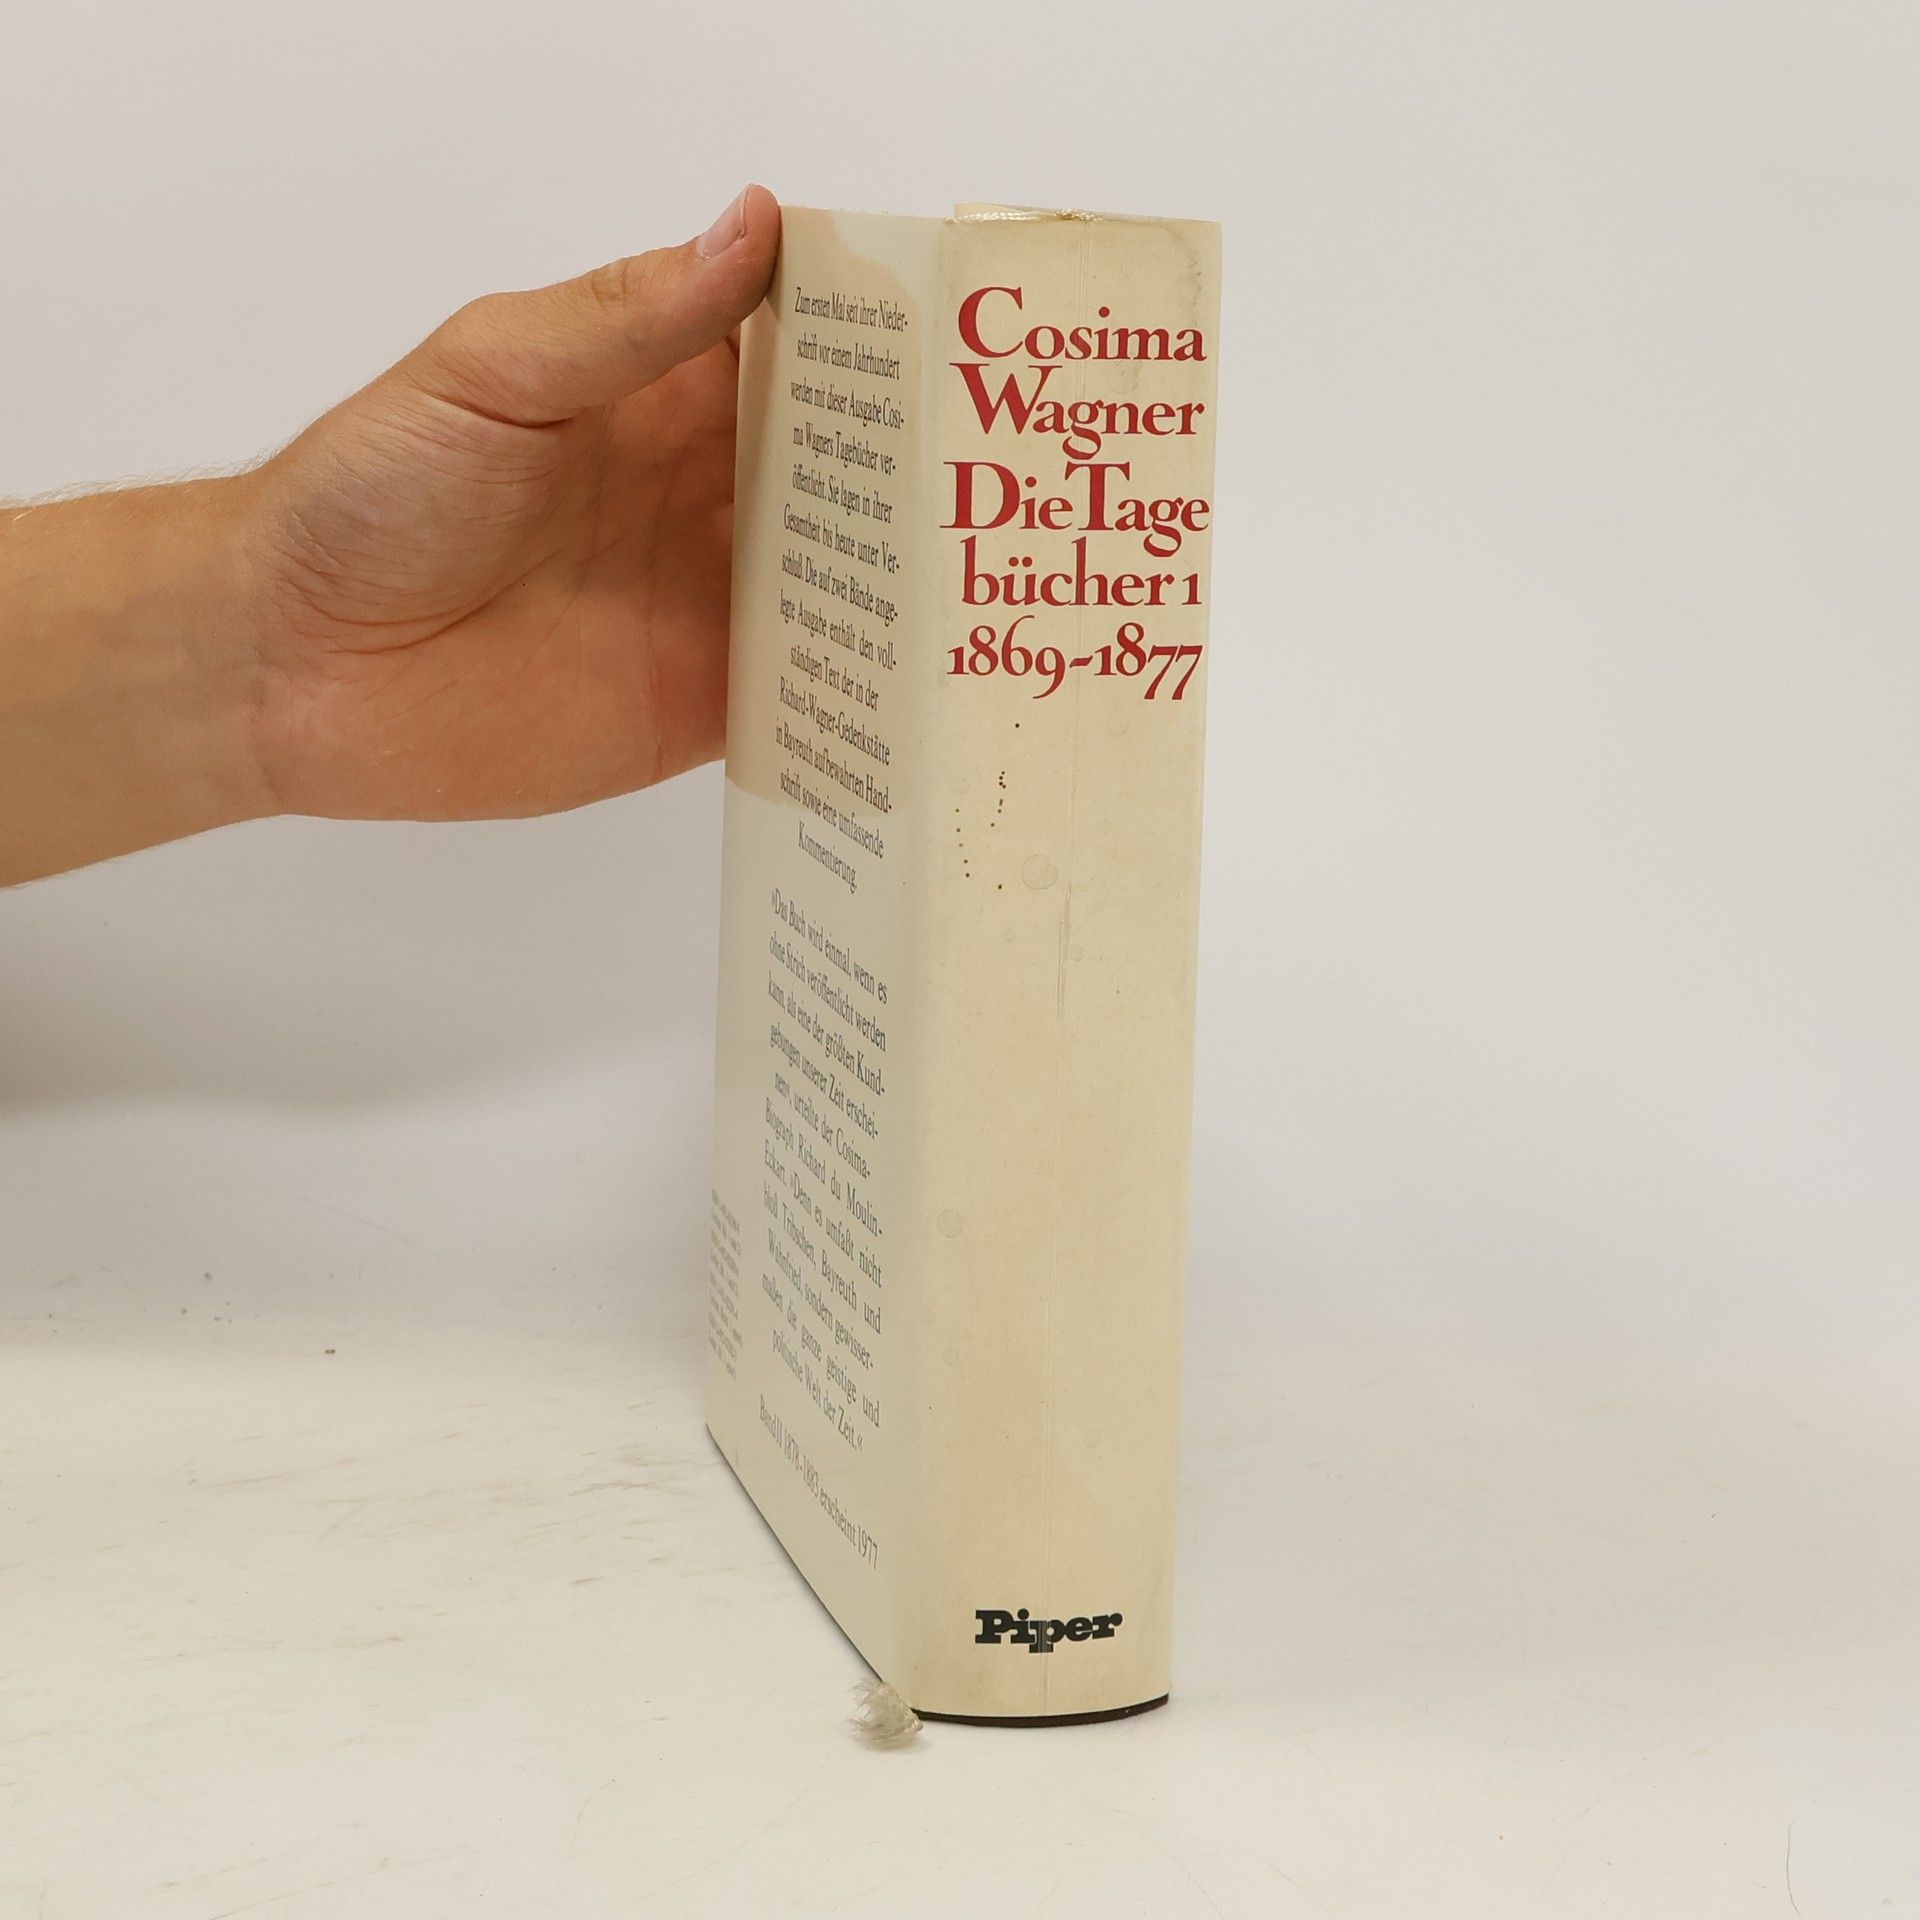 Zum ersten Mal seit ihrer Nieder-
schrift vor einem Jahrhundert
werden mit dieser Ausgabe Cosi-
ma Wagners Tagebücher ver-
öffentlicht. Sie lagen in ihrer
Gesamtheit bis heute unter Ver-
schluß. Die auf zwei Bände ange-
legte Ausgabe enthält den voll-
ständigen Text der in der
Richard-Wagner-Gedenkstätte
in Bayreuth aufbewahrten Hand-
schrift sowie eine umfassende
Kommentierung.
»Das Buch wird einmal, wenn es
ohne Strich veröffentlicht werden
kann, als eine der größten Kund-
gebungen unserer Zeit erschei-
nen«, urteilte der Cosima-
Biograph Richard du Moulin-
Eckart. »Denn es umfaßt nicht
bloß Tribschen, Bayreuth und
Wahnfried, sondern gewisser-
maßen die ganze geistige und
politische Welt der Zeit.«
Band II 1878-1883 erscheint 1977
Cosima
Wagner
Die Tage
bücher 1
1869-1877
Piper